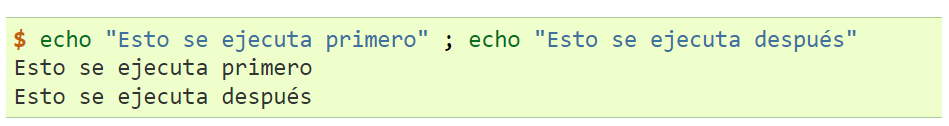 $ echo "Esto se ejecuta primero" ; echo "Esto se ejecuta después"
Esto se ejecuta primero
Esto se ejecuta después